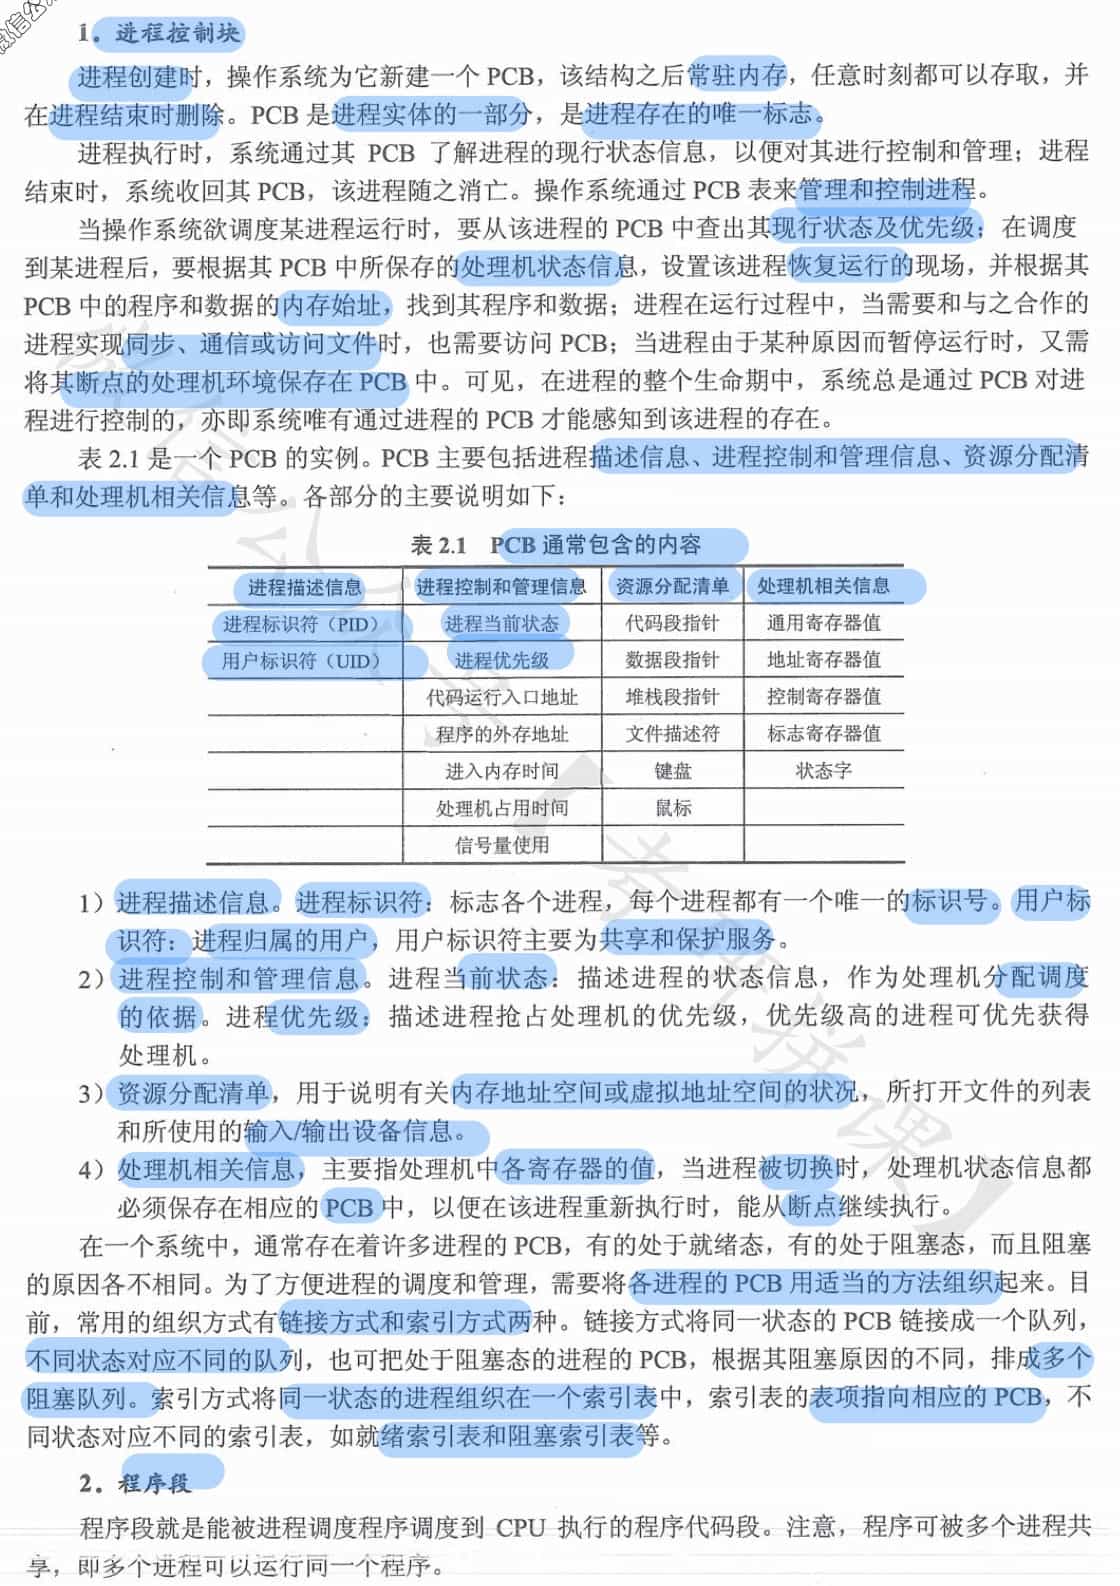 1。进程控制块
进程创建时，操作系统为它新建一个 PCB，该结构之后常驻内存，任意时刻都可以存取，并
在进程结束时删除。PCB 是进程实体的一部分，是进程存在的唯一标志。
进程执行时，系统通过其 PCB 了解进程的现行状态信息，以便对其进行控制和管理；进程
结束时，系统收回其 PCB，该进程随之消亡。操作系统通过 PCB 表来管理和控制进程。
当操作系统欲调度某进程运行时，要从该进程的 PCB 中查出其现行状态及优先级；在调度
到某进程后，要根据其 PCB 中所保存的处理机状态信息，设置该进程恢复运行的现场，并根据其
PCB 中的程序和数据的内存始址，找到其程序和数据；进程在运行过程中，当需要和与之合作的
进程实现同步、通信或访问文件时，也需要访问 PCB；当进程由于某种原因而暂停运行时，又需
将其断点的处理机环境保存在 PCB 中。可见，在进程的整个生命期中，系统总是通过 PCB 对进
程进行控制的，亦即系统唯有通过进程的 PCB 才能感知到该进程的存在。
表 2.1 是一个 PCB 的实例。PCB 主要包括进程描述信息、进程控制和管理信息、资源分配清
单和处理机相关信息等。各部分的主要说明如下：
表 2.1 PCB 通常包含的内容
进程描述信息 进程控制和管理信息 资源分配清单 处理机相关信息
进程标识符（PID） 进程当前状态 代码段指针 通用寄存器值
用户标识符（UID） 进程优先级 数据段指针 地址寄存器值
代码运行入口地址 堆栈段指针 控制寄存器值
程序的外存地址 文件描述符 标志寄存器值
进入内存时间 键盘 状态字
处理机占用时间 鼠标
信号量使用
1）进程描述信息。进程标识符：标志各个进程，每个进程都有一个唯一的标识号。用户标
识符：进程归属的用户，用户标识符主要为共享和保护服务。
2）进程控制和管理信息。进程当前状态：描述进程的状态信息，作为处理机分配调度
的依据。进程优先级：描述进程抢占处理机的优先级，优先级高的进程可优先获得
处理机。
3）资源分配清单，用于说明有关内存地址空间或虚拟地址空间的状况，所打开文件的列表
和所使用的输入/输出设备信息。
4）处理机相关信息，主要指处理机中各寄存器的值，当进程被切换时，处理机状态信息都
必须保存在相应的 PCB 中，以便在该进程重新执行时，能从断点继续执行。
在一个系统中，通常存在着许多进程的 PCB，有的处于就绪态，有的处于阻塞态，而且阻塞
的原因各不相同。为了方便进程的调度和管理，需要将各进程的 PCB 用适当的方法组织起来。目
前，常用的组织方式有链接方式和索引方式两种。链接方式将同一状态的 PCB 链接成一个队列，
不同状态对应不同的队列，也可把处于阻塞态的进程的 PCB，根据其阻塞原因的不同，排成多个
阻塞队列。索引方式将同一状态的进程组织在一个索引表中，索引表的表项指向相应的 PCB，不
同状态对应不同的索引表，如就绪索引表和阻塞索引表等。
2。程序段
程序段就是能被进程调度程序调度到 CPU 执行的程序代码段。注意，程序可被多个进程共
享，即多个进程可以运行同一个程序。